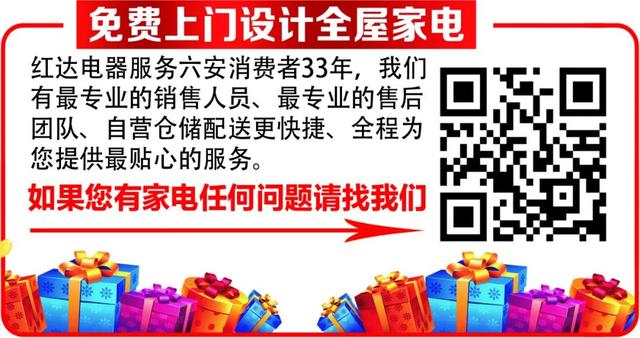 免费上门设计全屋家电
红达电器服务六安消费者33年，我们
有最专业的销售人员、最专业的售后
团队、自营仓储配送更快捷、全程为
您提供最贴心的服务。
如果您有家电任何问题请找我们